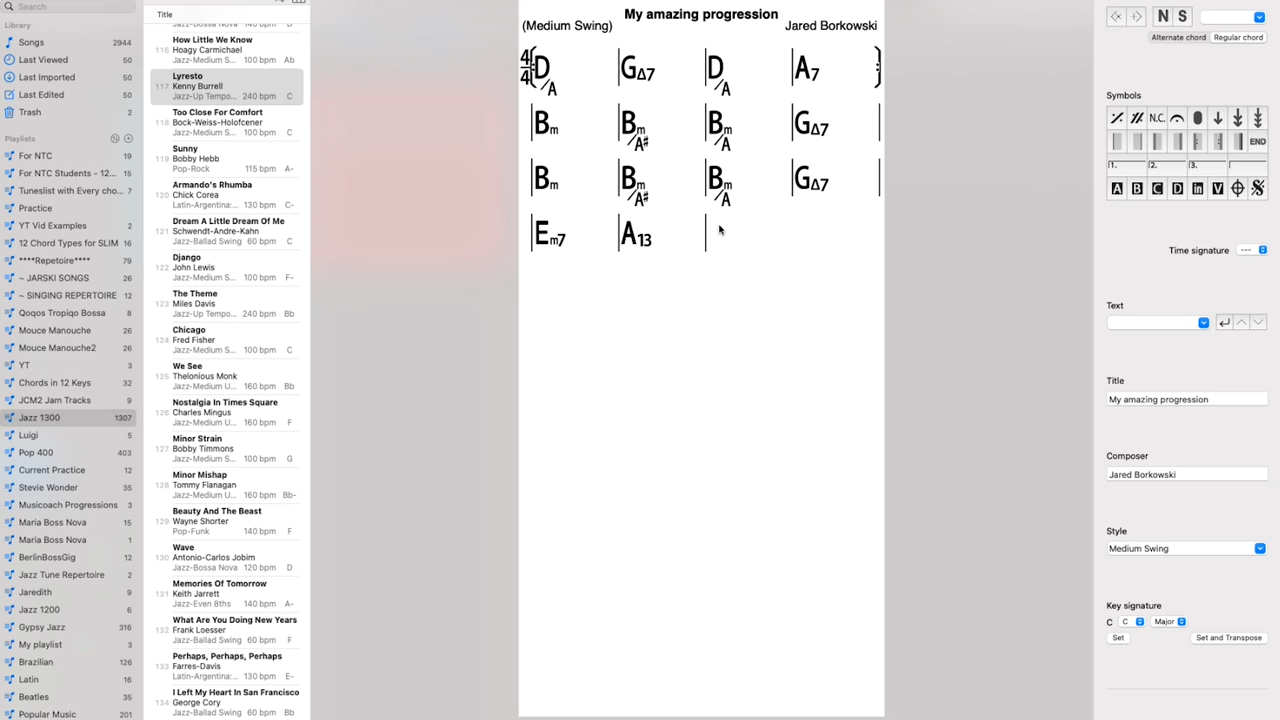 Search
Library
Songs 2944
Last Viewed 50
Last Imported 50
Last Edited 50
Trash
Playlists
For NTC 19
For NTC Students - 12...
Tuneslist with Every cho...
Practice
YT Vid Examples 2
12 Chord Types for SLIM
****Repetoire**** 21
~ JARSKI SONGS 26
~ SINGING REPERTOIRE 12
Qoqos Tropiqo Bossa 8
Mouce Manouche 26
Mouce Manouche2 26
YT 3
Chords in 12 Keys 32
JCM2 Jam Tracks 9
Jazz 1300 1307
Luigi 5
Pop 400 403
Current Practice 12
Stevie Wonder 35
Musicoach Progressions 3
Maria Boss Nova 15
Maria Boss Nova 1
BerlinBossGig 11
Jazz Tune Repertoire 2
Jaredith 9
Jazz 1200 6
Gypsy Jazz 316
My playlist 3
Brazilian 126
Latin 29
Beatles 35
Popular Music 201
Title
How Little We Know
116 Hoagy Carmichael
Jazz-Medium S... 100 bpm Ab
Lyresto
117 Kenny Burrell
Jazz-Up Tempo... 240 bpm C
Too Close For Comfort
118 Bock-Weiss-Holofcener
Jazz-Medium S... 100 bpm C
Sunny
119 Bobby Hebb
Pop-Rock 115 bpm A-
Armando's Rhumba
120 Chick Corea
Latin-Argentina:... 130 bpm C-
Dream A Little Dream Of Me
121 Schwandt-Andre-Kahn
Jazz-Ballad Swing 60 bpm C
Django
122 John Lewis
Jazz-Medium S... 100 bpm F-
The Theme
123 Miles Davis
Jazz-Up Tempo... 240 bpm Bb
Chicago
124 Fred Fisher
Jazz-Medium S... 100 bpm C
We See
125 Thelonious Monk
Jazz-Medium U... 160 bpm Bb
Nostalgia In Times Square
126 Charles Mingus
Jazz-Medium U... 160 bpm F
Minor Strain
127 Bobby Timmons
Jazz-Medium S... 100 bpm G
Minor Mishap
128 Tommy Flanagan
Jazz-Medium U... 160 bpm Bb-
Beauty And The Beast
129 Wayne Shorter
Pop-Funk 140 bpm F
Wave
130 Antonio-Carlos Jobim
Jazz-Bossa Nova 120 bpm D
Memories Of Tomorrow
131 Keith Jarrett
Jazz-Even 8ths 140 bpm A-
What Are You Doing New Years
132 Frank Loesser
Jazz-Ballad Swing 60 bpm F
Perhaps, Perhaps, Perhaps
133 Farres-Davis
Latin-Argentina:... 130 bpm E-
I Left My Heart In San Francisco
134 George Cory
Jazz-Ballad Swing 60 bpm Bb
My amazing progression
(Medium Swing) Jared Borkowski
4/4 D/A GΔ7 D/A A7
Bm Bm/A# Bm/A GΔ7
Bm Bm/A# Bm/A GΔ7
Em7 A13
N S
Alternate chord Regular chord
Symbols
N.C.
END
1. 2. 3.
A B C D in V
Time signature ---
Text
Title
My amazing progression
Composer
Jared Borkowski
Style
Medium Swing
Key signature
C C Major
Set Set and Transpose